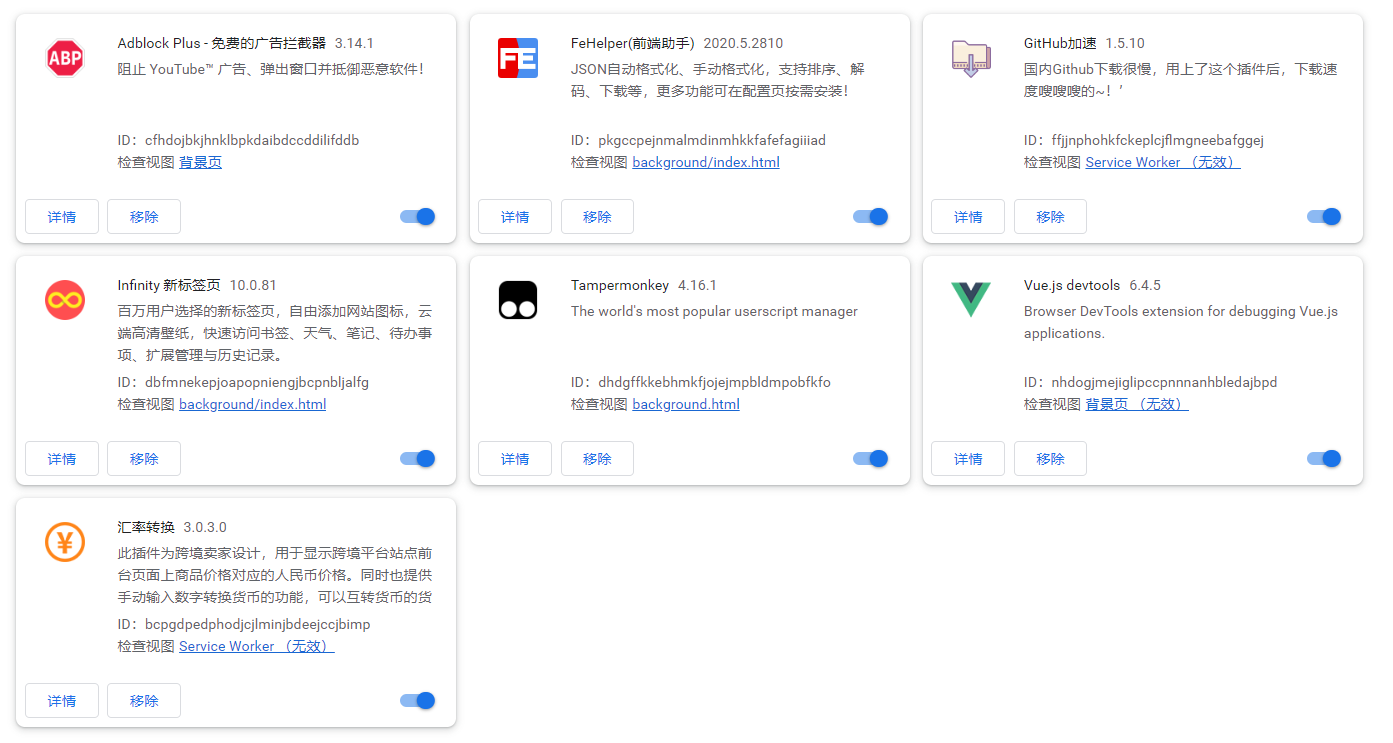 ABP
Adblock Plus - 免费的广告拦截器 3.14.1
阻止 YouTube™ 广告、弹出窗口并抵御恶意软件！
ID：cfhdojbkjhnklbpkdaibdccddilifddb
检查视图 背景页
详情 移除
FE
FeHelper(前端助手) 2020.5.2810
JSON自动格式化、手动格式化，支持排序、解
码、下载等，更多功能可在配置页按需安装！
ID：pkgccpejnmalmdinmhkkfafefagiiiad
检查视图 background/index.html
详情 移除
GitHub加速 1.5.10
国内Github下载很慢，用上了这个插件后，下载速
度嗖嗖嗖的~！'
ID：ffjjnphohkfckeplcjflmgneebafggej
检查视图 Service Worker （无效）
详情 移除
Infinity 新标签页 10.0.81
百万用户选择的新标签页，自由添加网站图标，云
端高清壁纸，快速访问书签、天气、笔记、待办事
项、扩展管理与历史记录。
ID：dbfmnekepjoapopniengjbcpnbljalfg
检查视图 background/index.html
详情 移除
Tampermonkey 4.16.1
The world's most popular userscript manager
ID：dhdgffkkebhmkfjojejmpbldmpobfkfo
检查视图 background.html
详情 移除
Vue.js devtools 6.4.5
Browser DevTools extension for debugging Vue.js
applications.
ID：nhdogjmejiglipccpnnnanhbledajbpd
检查视图 背景页 （无效）
详情 移除
¥
汇率转换 3.0.3.0
此插件为跨境卖家设计，用于显示跨境平台站点前
台页面上商品价格对应的人民币价格。同时也提供
手动输入数字转换货币的功能，可以互转货币的货
ID：bcpgdpedphodjcjlminjbdeejccjbimp
检查视图 Service Worker （无效）
详情 移除